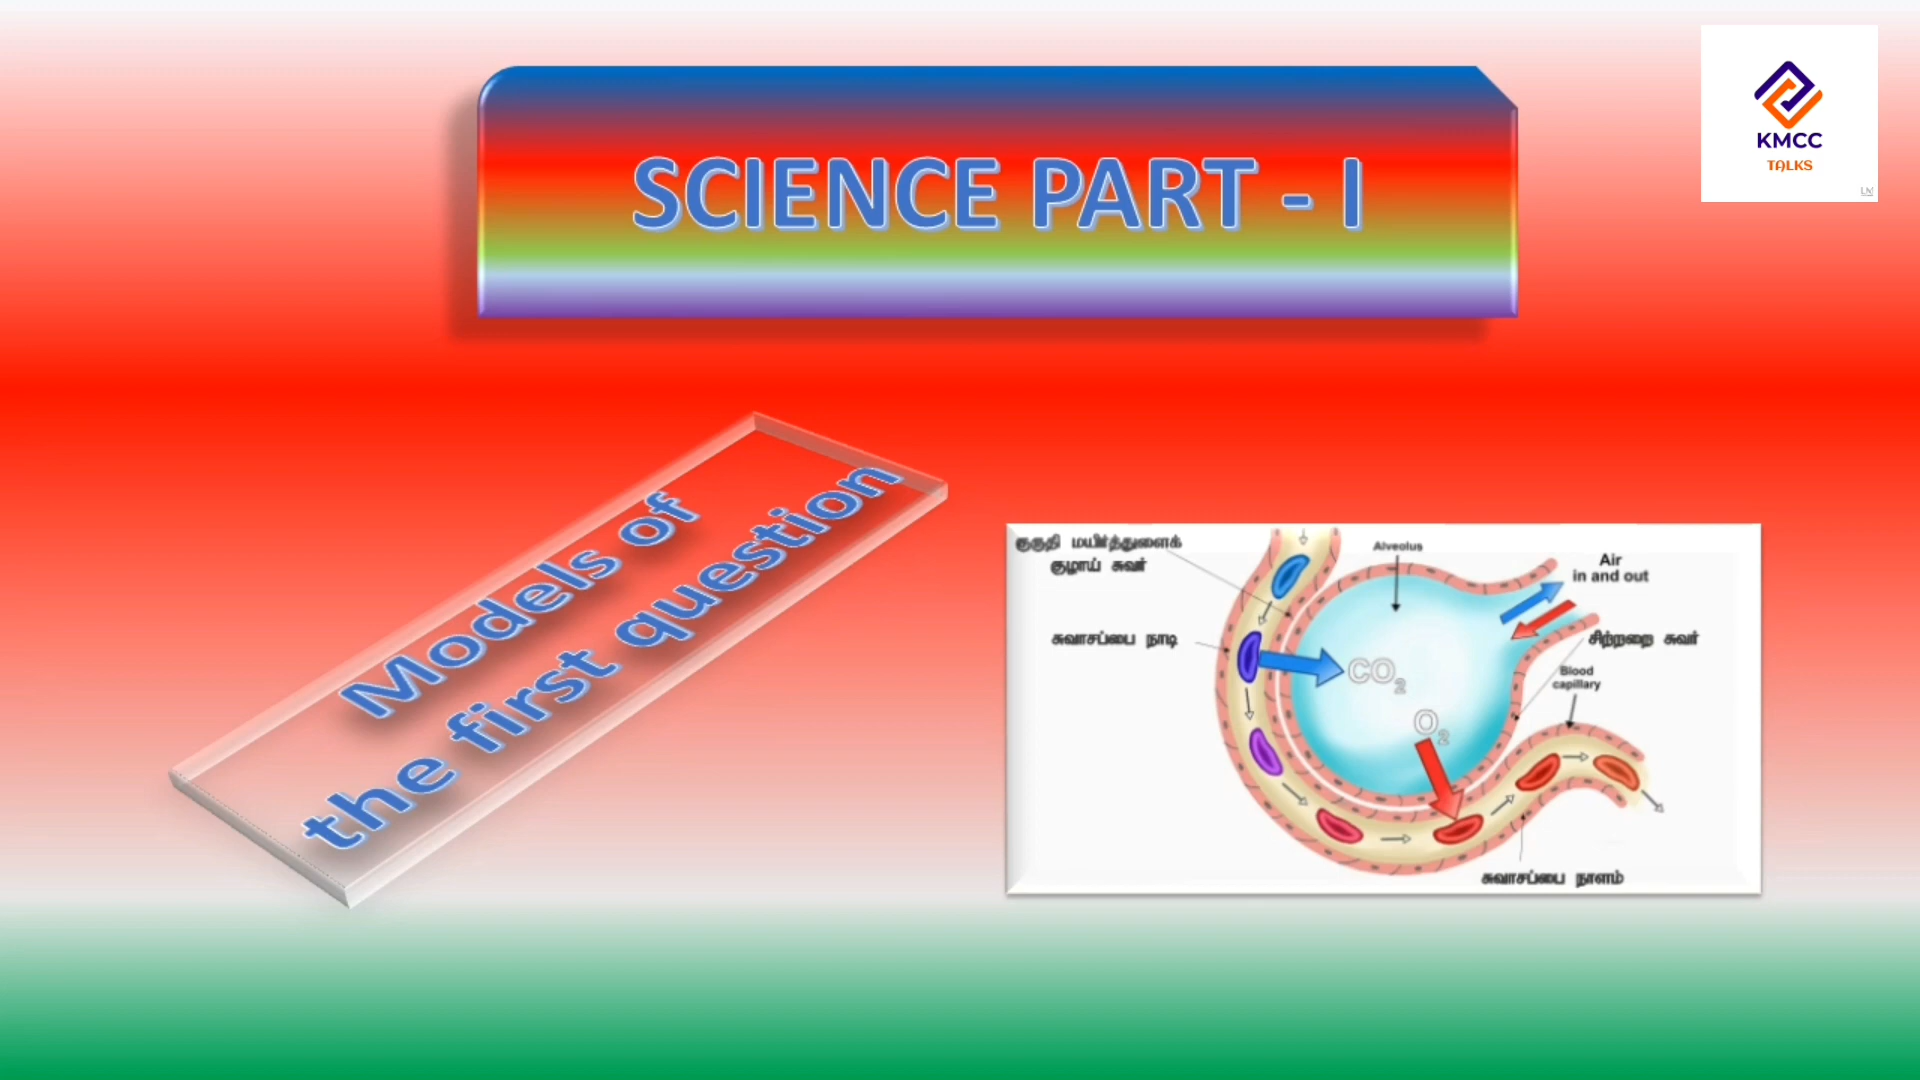 SCIENCE PART - I
KMCC
TALKS
LN
Models of
the first question
குருதி மயிர்த்துளைக்
குழாய் சுவர்
Alveolus
Air
in and out
சுவாசப்பை நாடி
சிற்றறை சுவர்
CO2
Blood
capillary
O2
சுவாசப்பை நாளம்